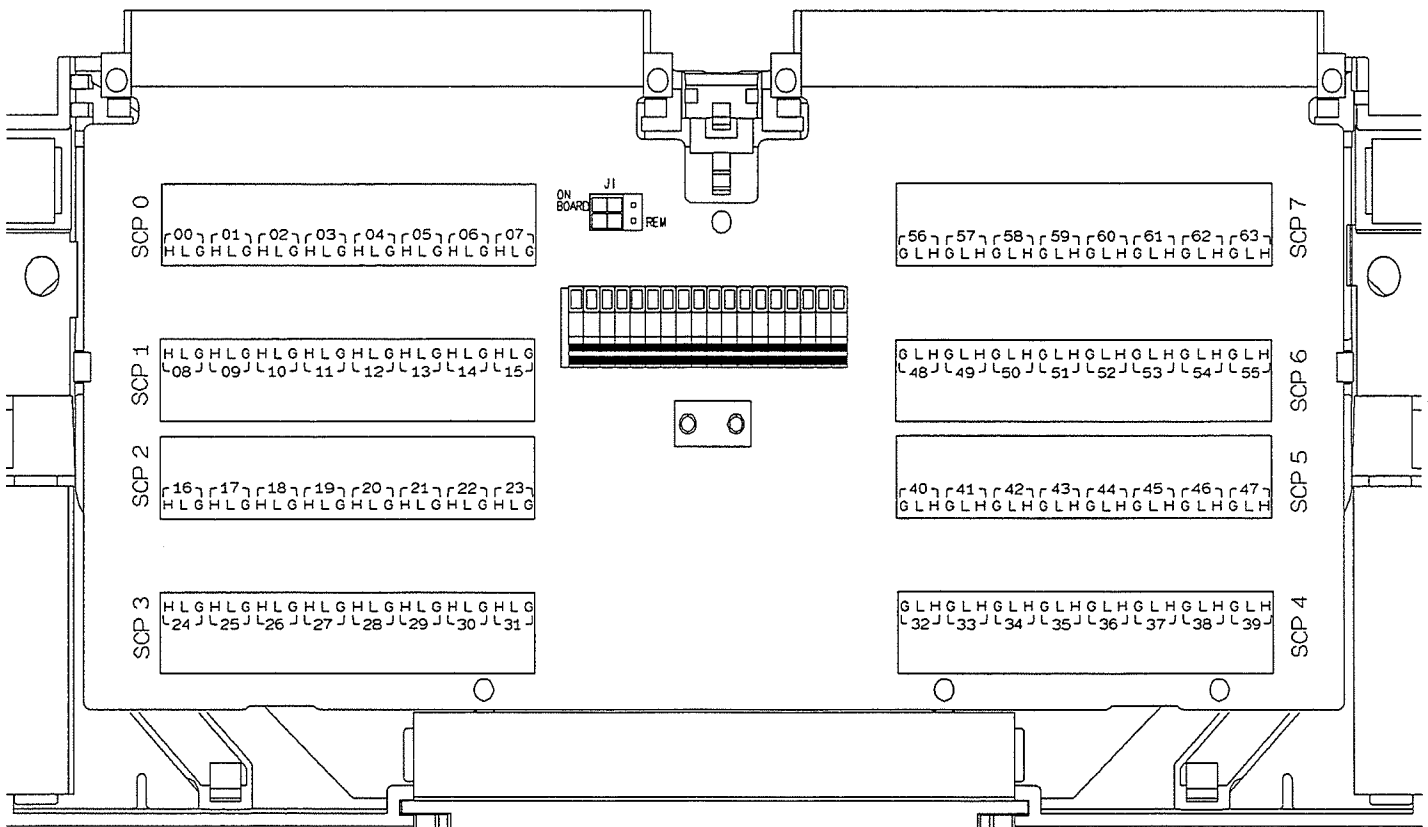 J1
ON
BOARD
REM
SCP 0
00 01 02 03 04 05 06 07
H L G H L G H L G H L G H L G H L G H L G H L G
SCP 7
56 57 58 59 60 61 62 63
G L H G L H G L H G L H G L H G L H G L H G L H
SCP 1
H L G H L G H L G H L G H L G H L G H L G H L G
08 09 10 11 12 13 14 15
SCP 6
G L H G L H G L H G L H G L H G L H G L H G L H
48 49 50 51 52 53 54 55
SCP 2
16 17 18 19 20 21 22 23
H L G H L G H L G H L G H L G H L G H L G H L G
SCP 5
40 41 42 43 44 45 46 47
G L H G L H G L H G L H G L H G L H G L H G L H
SCP 3
H L G H L G H L G H L G H L G H L G H L G H L G
24 25 26 27 28 29 30 31
SCP 4
G L H G L H G L H G L H G L H G L H G L H G L H
32 33 34 35 36 37 38 39